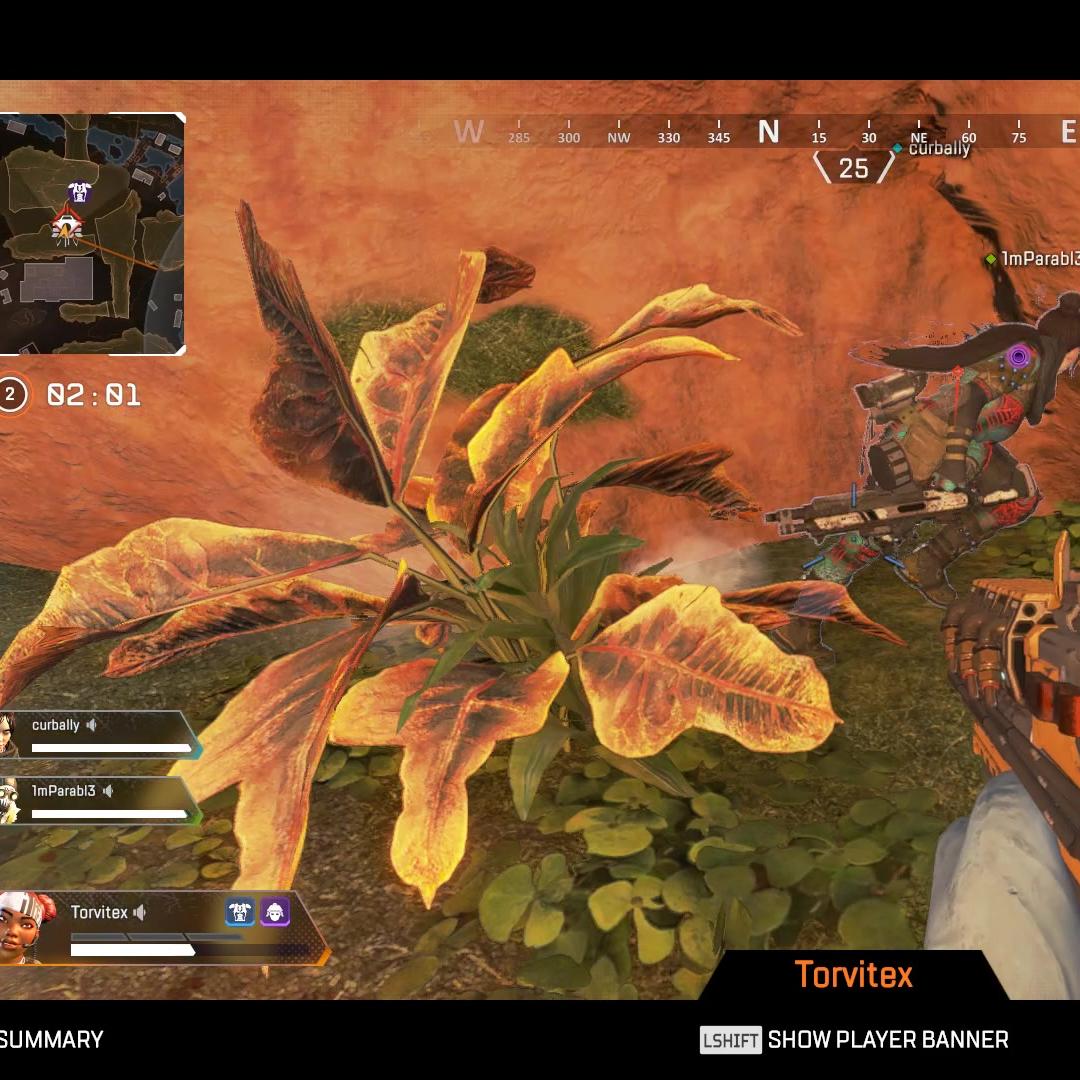 W 285 300 NW 330 345 N 15 30 NE 60 75 E
25
curbally
1mParabl3
2 02:01
curbally
1mParabl3
Torvitex
Torvitex
SUMMARY
LSHIFT SHOW PLAYER BANNER